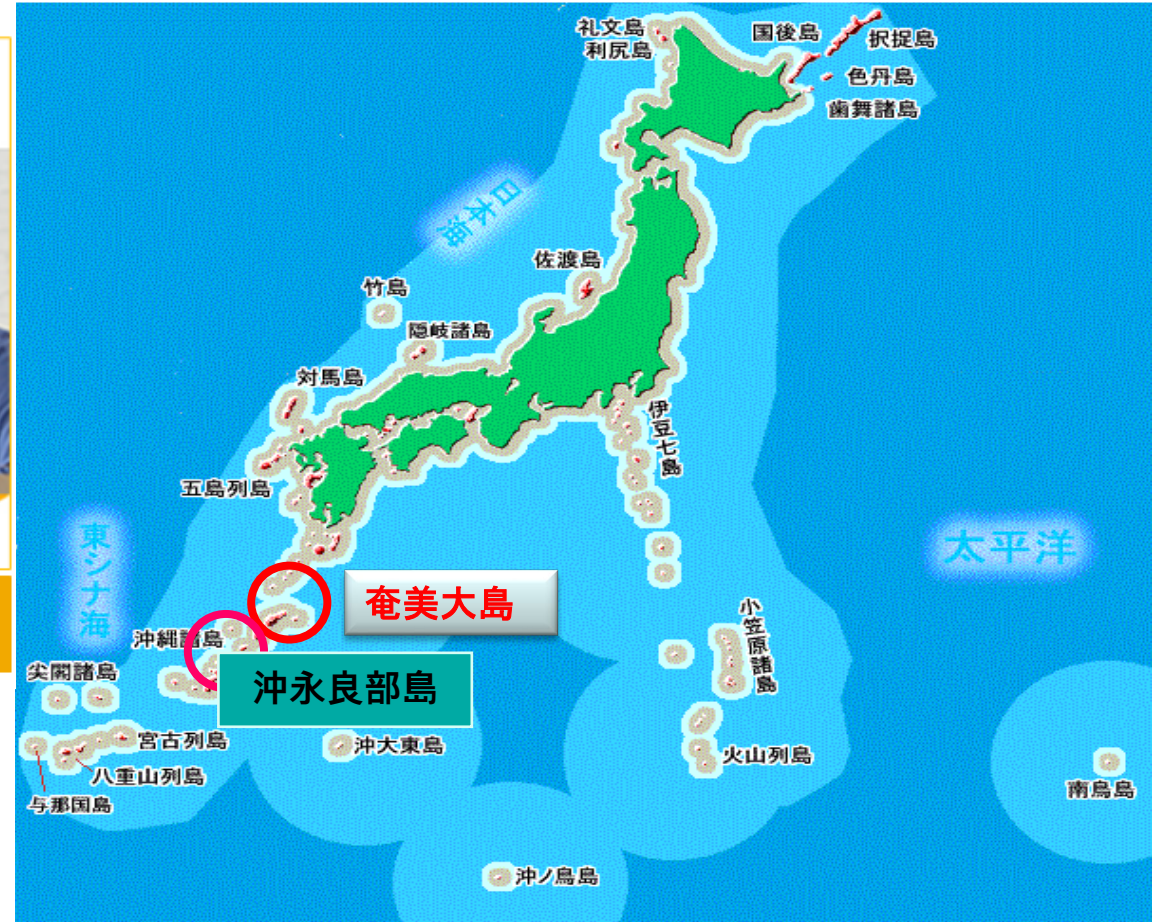 礼文島
利尻島
国後島
択捉島
色丹島
歯舞諸島
日本海
佐渡島
竹島
隠岐諸島
対馬島
伊豆七島
五島列島
東シナ海
太平洋
奄美大島
沖縄諸島
小笠原諸島
尖閣諸島
沖永良部島
宮古列島
沖大東島
火山列島
八重山列島
与那国島
南鳥島
沖ノ鳥島